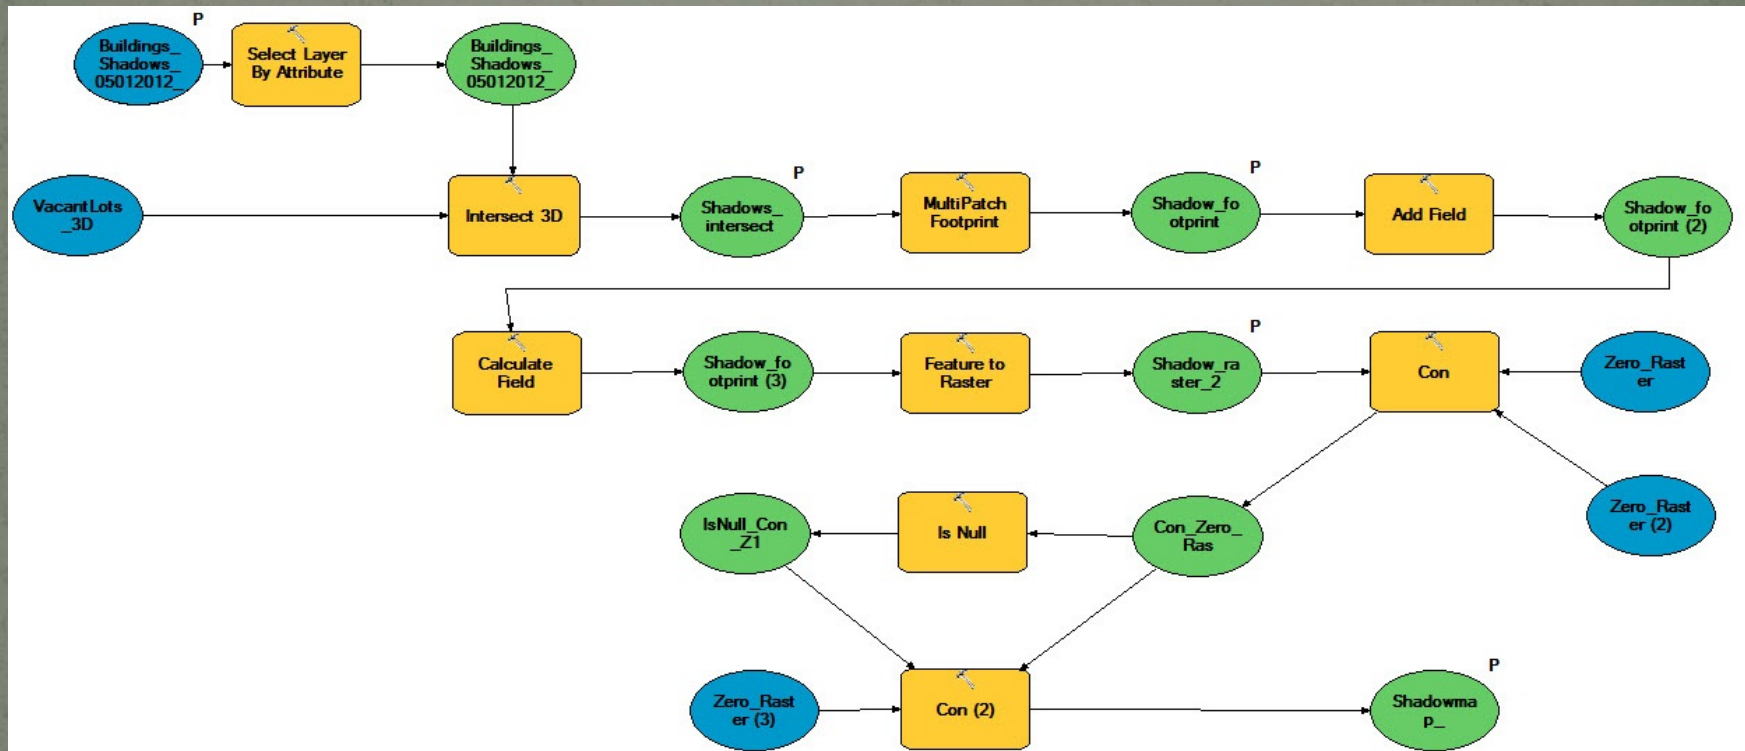 P
Buildings_
Shadows_
05012012_
Select Layer
By Attribute
Buildings_
Shadows_
05012012_
VacantLots
_3D
Intersect 3D
P
Shadows_
intersect
MultiPatch
Footprint
P
Shadow_fo
otprint
Add Field
Shadow_fo
otprint (2)
Calculate
Field
Shadow_fo
otprint (3)
Feature to
Raster
P
Shadow_ra
ster_2
Con
Zero_Rast
er
IsNull_Con
_Z1
Is Null
Con_Zero_
Ras
Zero_Rast
er (2)
Zero_Rast
er (3)
Con (2)
P
Shadowma
p_